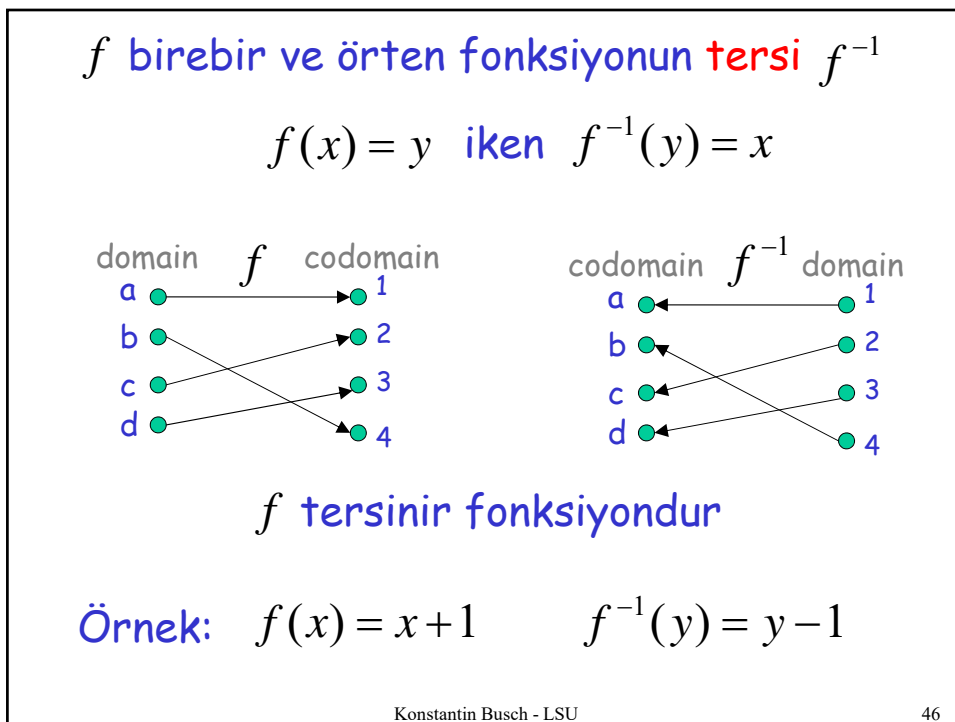 f birebir ve örten fonksiyonun tersi f⁻¹
f(x) = y iken f⁻¹(y) = x
domain f codomain
a 1
b 2
c 3
d 4
codomain f⁻¹ domain
a 1
b 2
c 3
d 4
f tersinir fonksiyondur
Örnek: f(x) = x+1 f⁻¹(y) = y−1
Konstantin Busch - LSU 46